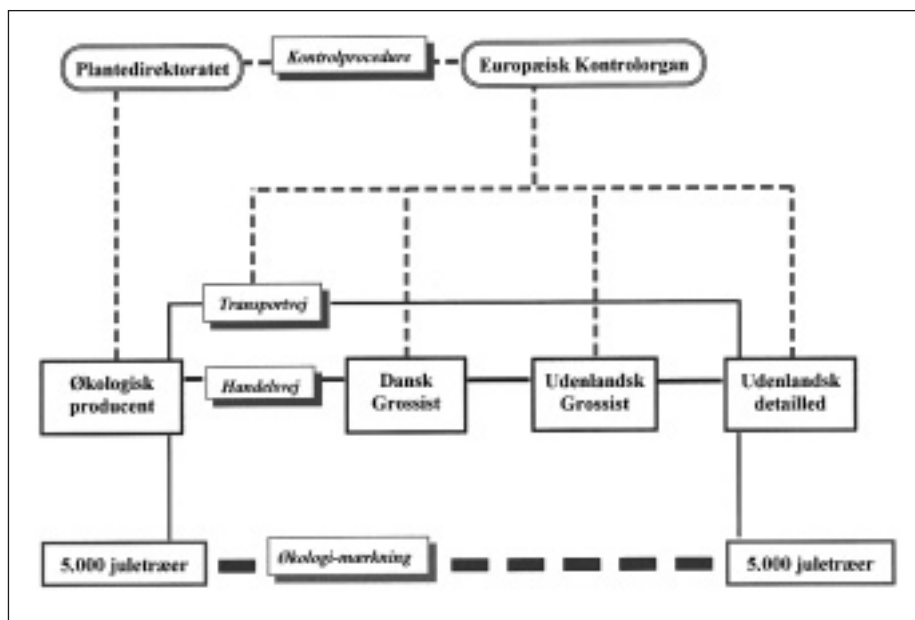 Plantedirektoratet
Kontrolprocedure
Europæisk Kontrolorgan
Transportvej
Økologisk
producent
Handelsvej
Dansk
Grossist
Udenlandsk
Grossist
Udenlandsk
detailled
5,000 juletræer
Økologi-mærkning
5,000 juletræer